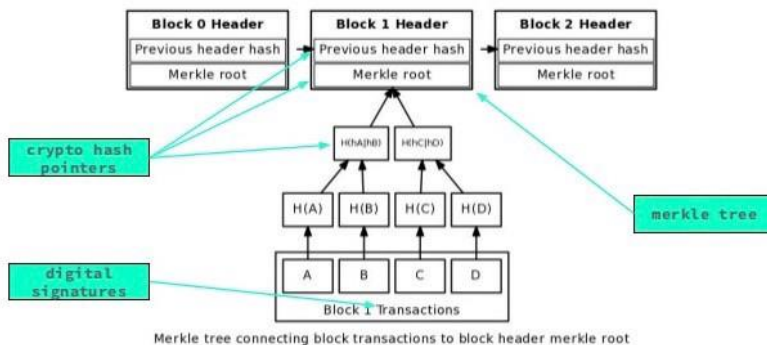 Block 0 Header
Block 1 Header
Block 2 Header
Previous header hash
Previous header hash
Previous header hash
Merkle root
Merkle root
Merkle root
crypto hash
pointers
H(hA|hB)
H(hC|hD)
H(A)
H(B)
H(C)
H(D)
merkle tree
digital
signatures
A
B
C
D
Block 1 Transactions
Merkle tree connecting block transactions to block header merkle root